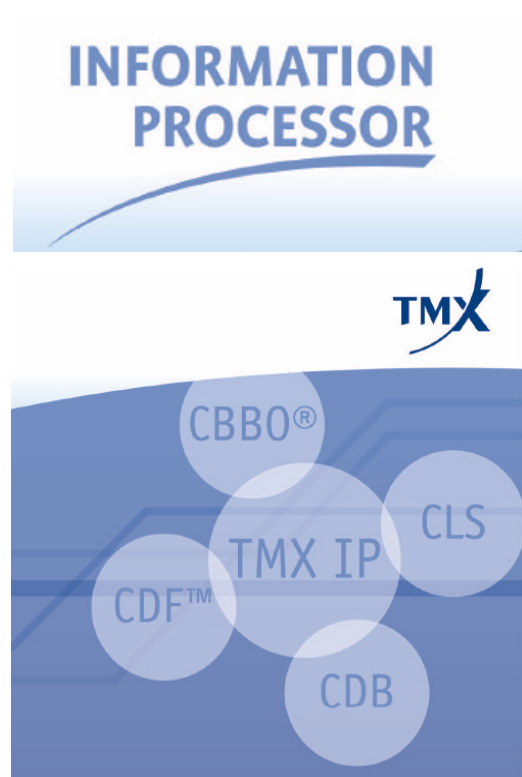 INFORMATION
PROCESSOR
TMX
CBBO®
CLS
TMX IP
CDF™
CDB